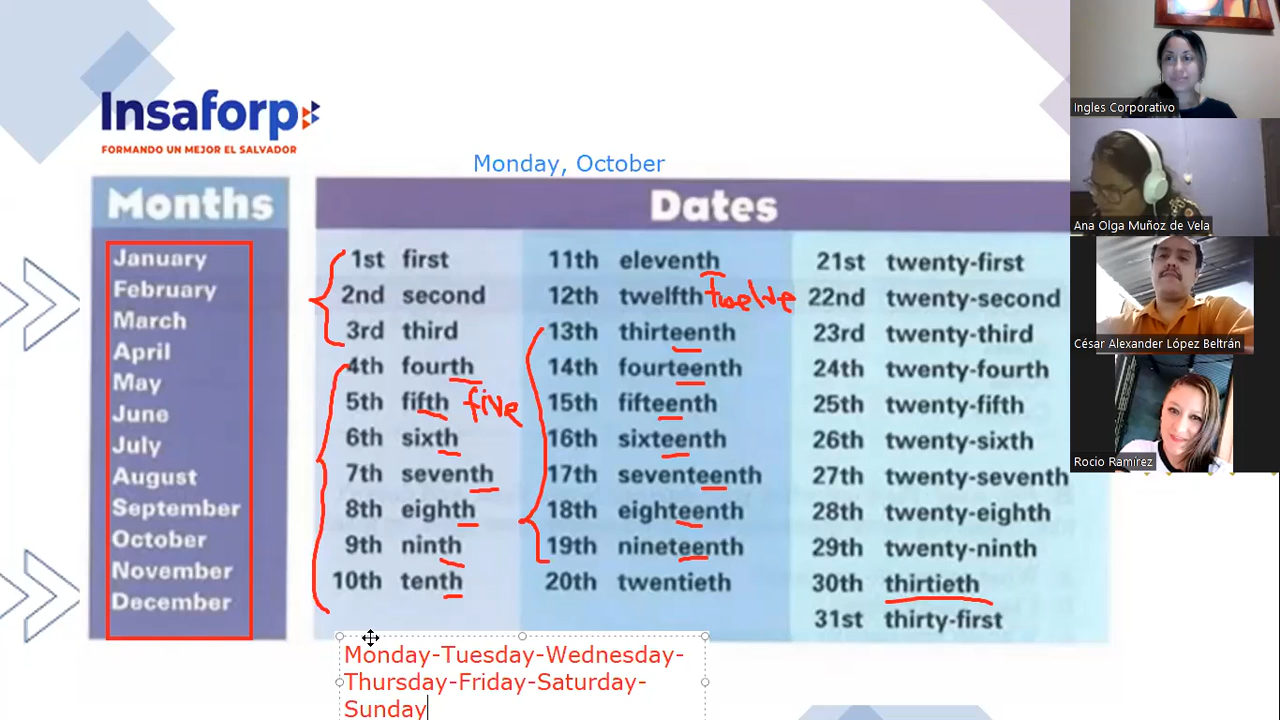 Insaforp
FORMANDO UN MEJOR EL SALVADOR
Monday, October
Months
January
February
March
April
May
June
July
August
September
October
November
December
Dates
1st first
2nd second
3rd third
4th fourth
5th fifth five
6th sixth
7th seventh
8th eighth
9th ninth
10th tenth
11th eleventh
12th twelfth twelve
13th thirteenth
14th fourteenth
15th fifteenth
16th sixteenth
17th seventeenth
18th eighteenth
19th nineteenth
20th twentieth
21st twenty-first
22nd twenty-second
23rd twenty-third
24th twenty-fourth
25th twenty-fifth
26th twenty-sixth
27th twenty-seventh
28th twenty-eighth
29th twenty-ninth
30th thirtieth
31st thirty-first
Monday-Tuesday-Wednesday-
Thursday-Friday-Saturday-
Sunday
Ingles Corporativo
Ana Olga Muñoz de Vela
César Alexander López Beltrán
Rocio Ramirez